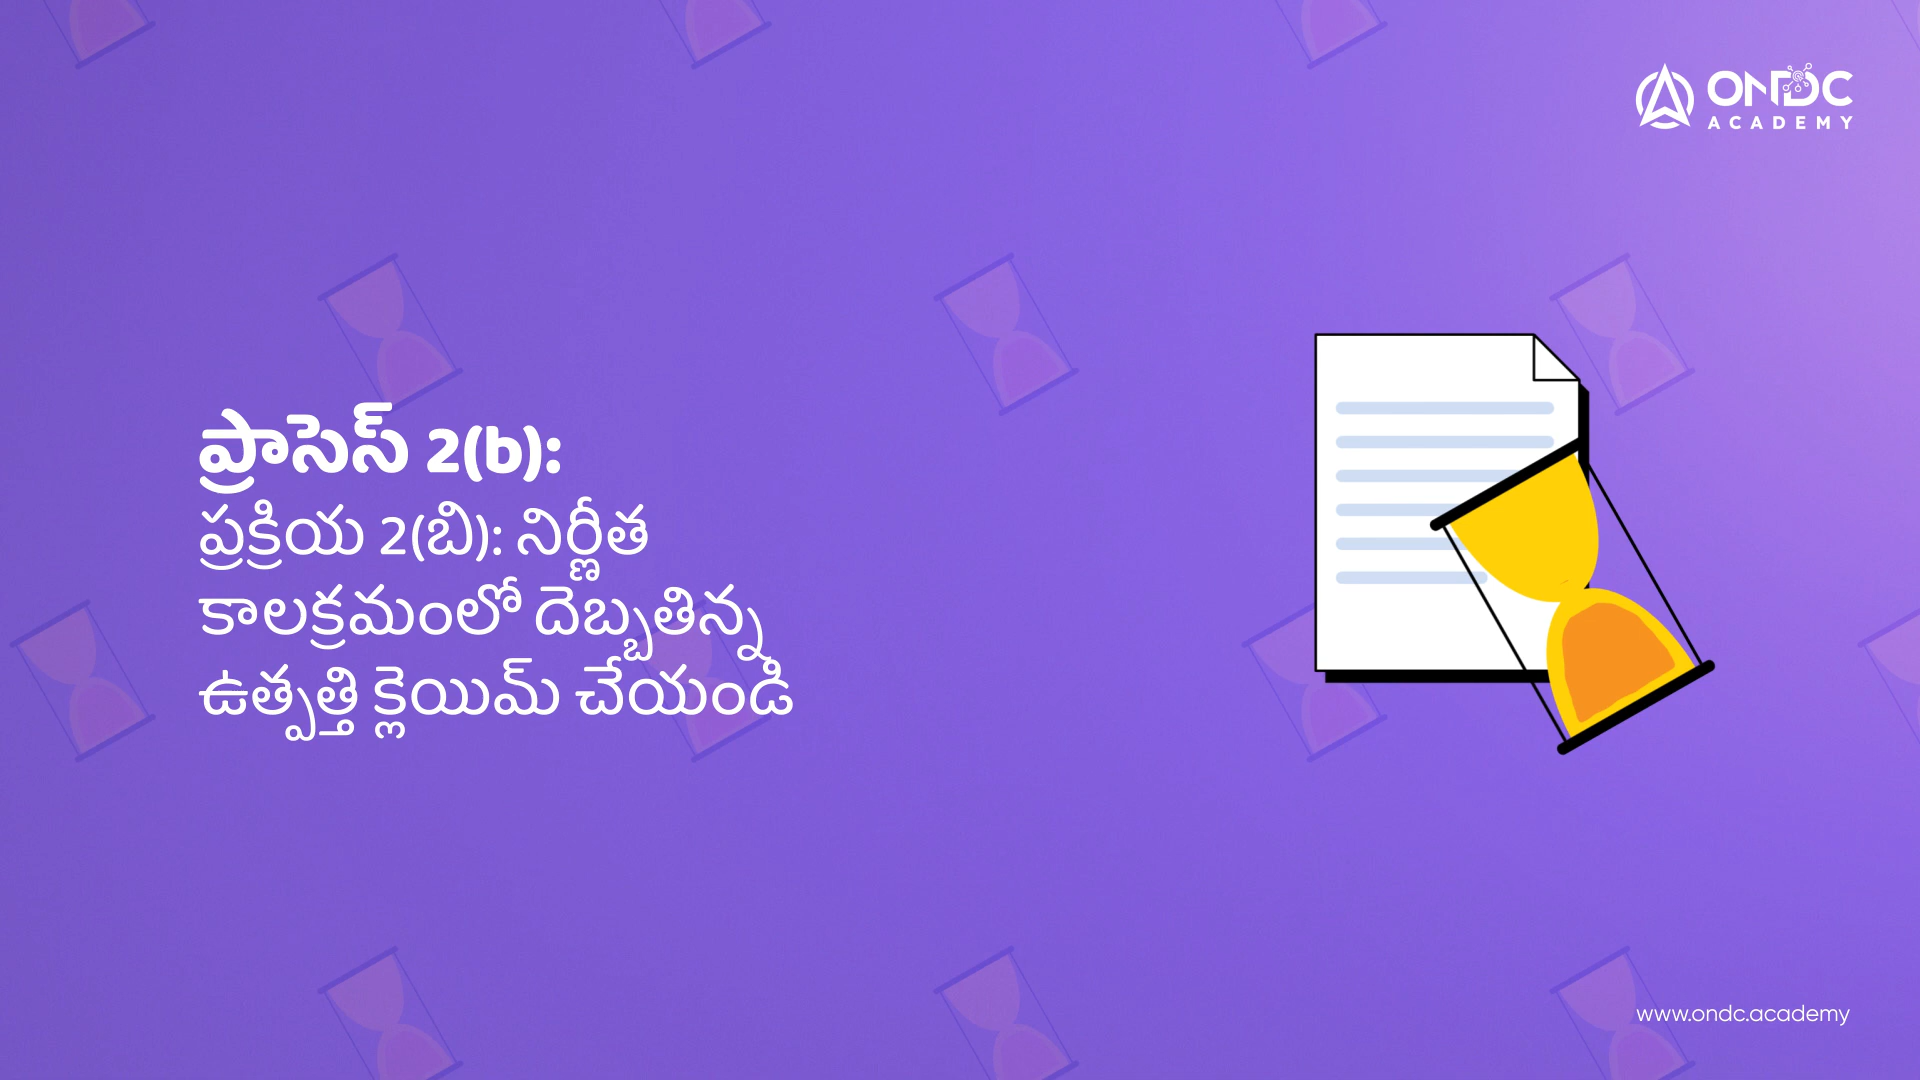 ONDC
ACADEMY
ప్రాసెస్ 2(b):
ప్రక్రియ 2(బి): నిర్ణీత
కాలక్రమంలో దెబ్బతిన్న
ఉత్పత్తి క్లెయిమ్ చేయండి
www.ondc.academy